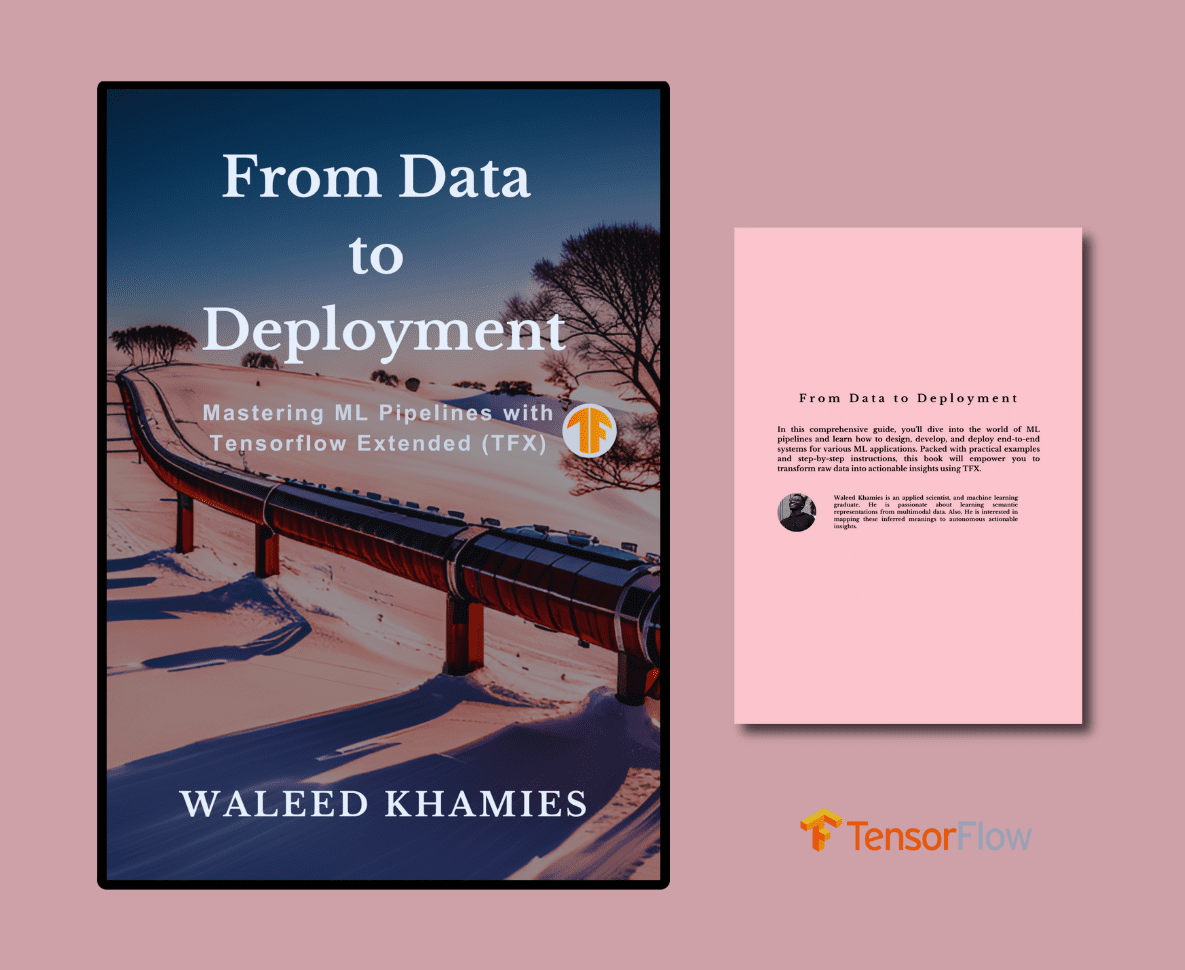 From Data
to
Deployment
Mastering ML Pipelines with
Tensorflow Extended (TFX)
WALEED KHAMIES
From Data to Deployment
In this comprehensive guide, you'll dive into the world of ML
pipelines and learn how to design, develop, and deploy end-to-end
systems for various ML applications. Packed with practical examples
and step-by-step instructions, this book will empower you to
transform raw data into actionable insights using TFX.
Waleed Khamies is an applied scientist, and machine learning
graduate. He is passionate about learning semantic
representations from multimodal data. Also, He is interested in
mapping these inferred meanings to autonomous actionable
insights.
TensorFlow